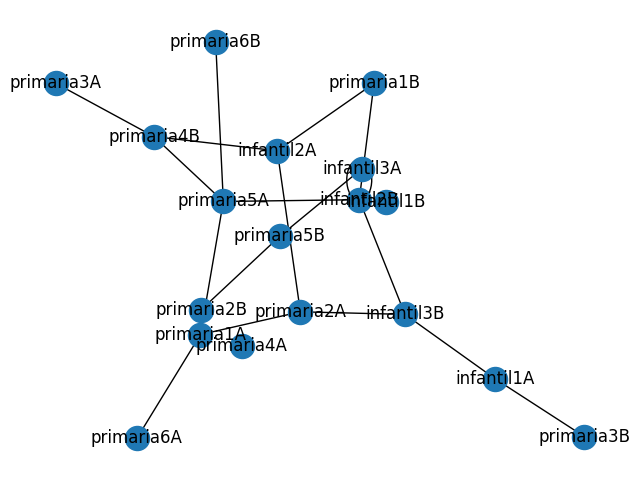 primaria6B
primaria3A
primaria1B
primaria4B
infantil2A
infantil3A
primaria5A
infantil2B
infantil1B
primaria5B
primaria2B
primaria2A
infantil3B
primaria1A
primaria4A
infantil1A
primaria6A
primaria3B